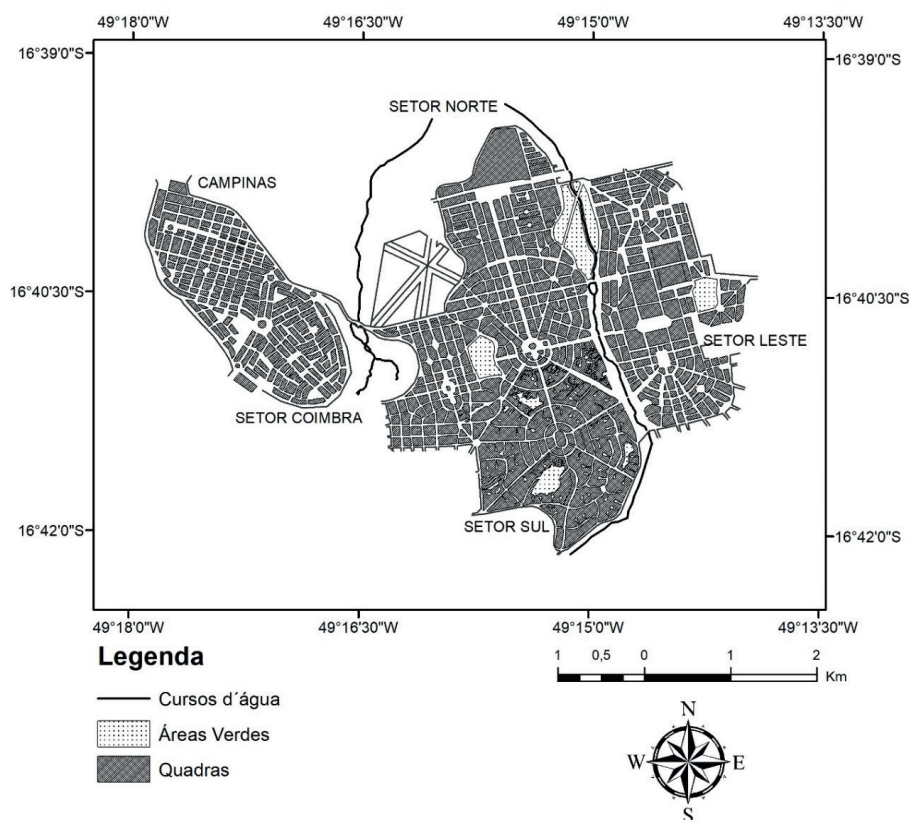 49°18'0"W 49°16'30"W 49°15'0"W 49°13'30"W
16°39'0"S 16°39'0"S
SETOR NORTE
CAMPINAS
16°40'30"S 16°40'30"S
SETOR LESTE
SETOR COIMBRA
SETOR SUL
16°42'0"S 16°42'0"S
49°18'0"W 49°16'30"W 49°15'0"W 49°13'30"W
Legenda
Cursos d´água
Áreas Verdes
Quadras
1 0,5 0 1 2
Km
N
W E
S